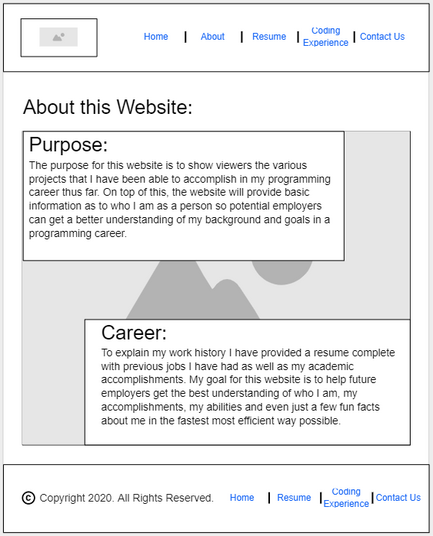 Home | About | Resume | Coding Experience | Contact Us
About this Website:
Purpose:
The purpose for this website is to show viewers the various
projects that I have been able to accomplish in my programming
career thus far. On top of this, the website will provide basic
information as to who I am as a person so potential employers
can get a better understanding of my background and goals in a
programming career.
Career:
To explain my work history I have provided a resume complete
with previous jobs I have had as well as my academic
accomplishments. My goal for this website is to help future
employers get the best understanding of who I am, my
accomplishments, my abilities and even just a few fun facts
about me in the fastest most efficient way possible.
© Copyright 2020. All Rights Reserved. Home | Resume | Coding Experience | Contact Us